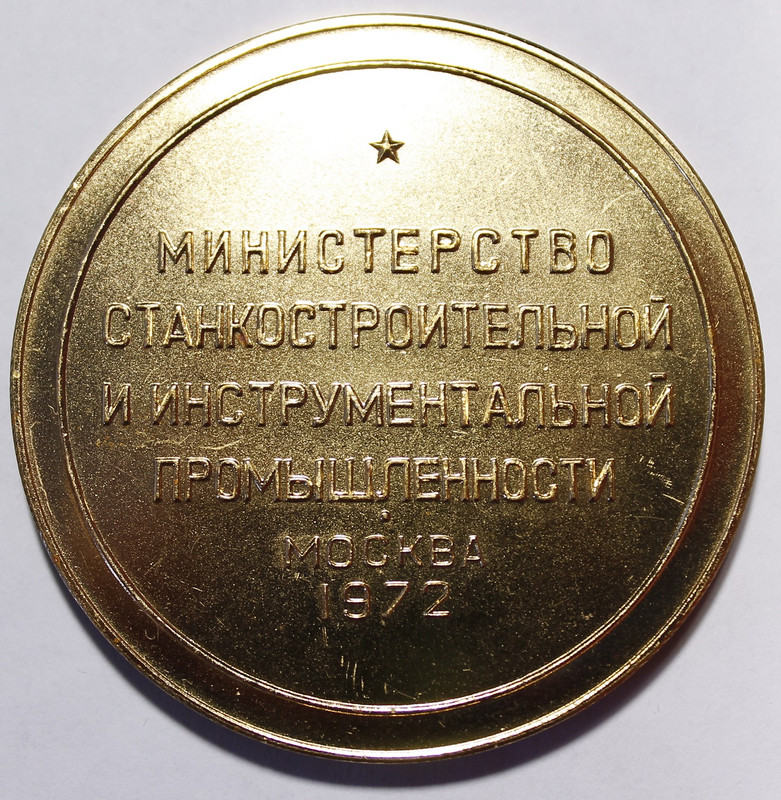 МИНИСТЕРСТВО
СТАНКОСТРОИТЕЛЬНОЙ
И ИНСТРУМЕНТАЛЬНОЙ
ПРОМЫШЛЕННОСТИ
МОСКВА
1972